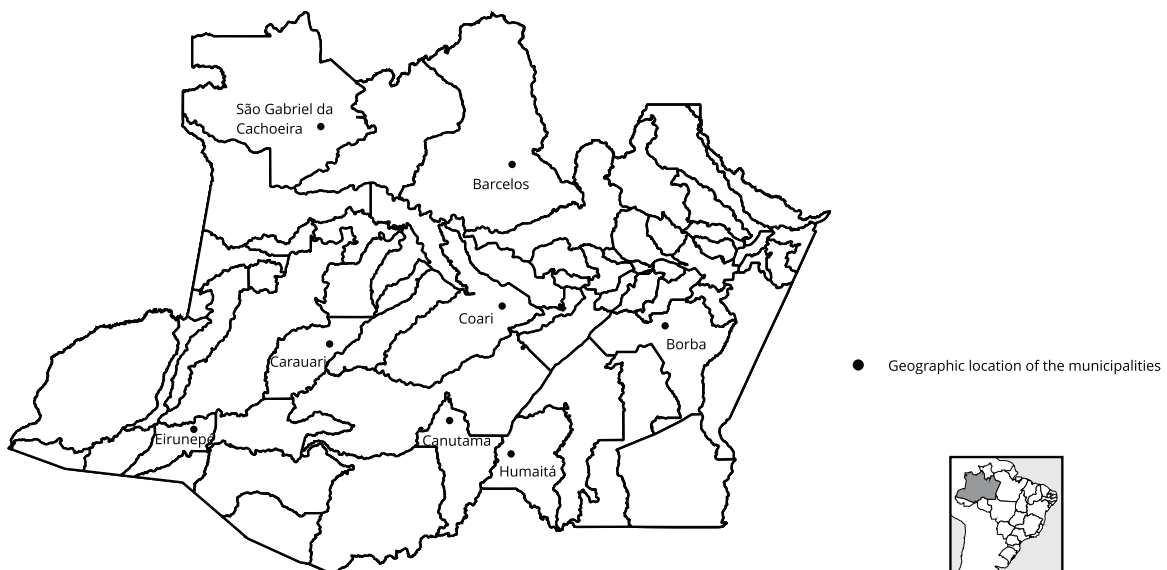 São Gabriel da
Cachoeira
Barcelos
Coari
Borba
Carauari
Geographic location of the municipalities
Eirunepé
Canutama
Humaitá